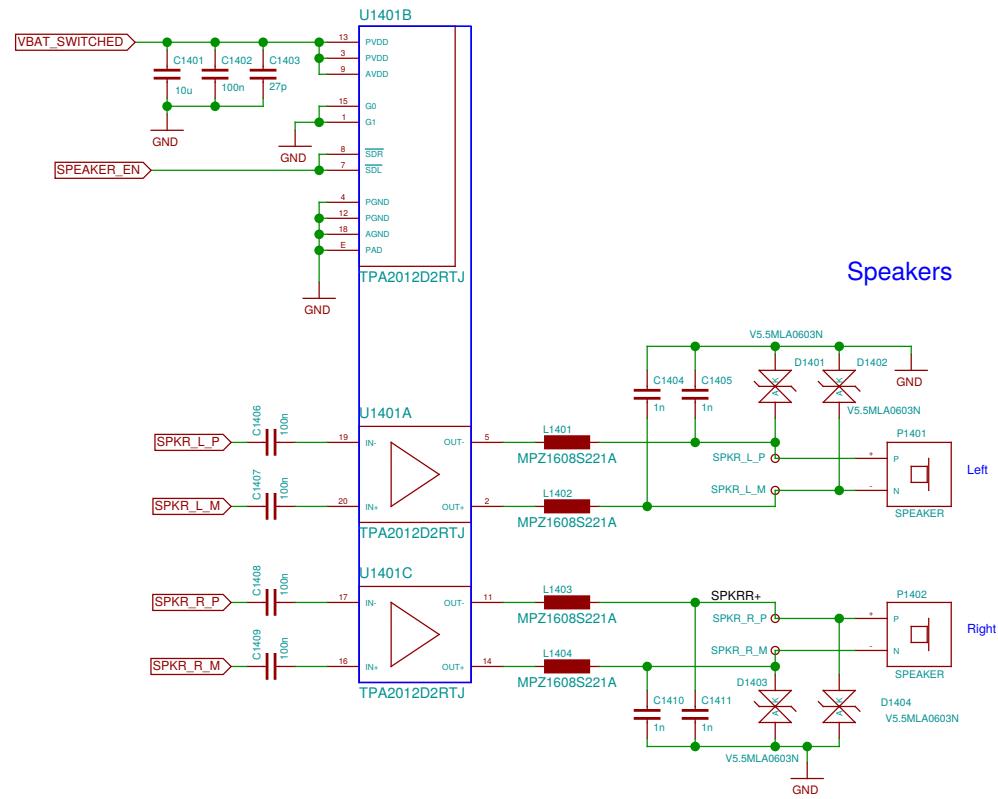 U1401B
VBAT_SWITCHED
13 PVDD
3 PVDD
9 AVDD
C1401 C1402 C1403
10u 100n 27p
15 G0
1 G1
GND
GND
8 SDR
7 SDL
SPEAKER_EN
4 PGND
12 PGND
18 AGND
E PAD
TPA2012D2RTJ
GND
Speakers
V5.5MLA0603N
D1401 D1402
GND
C1404 C1405
1n 1n
A K
A K
V5.5MLA0603N
U1401A
C1406
100n
SPKR_L_P
19 IN-
OUT- 5
L1401
MPZ1608S221A
SPKR_L_P
P1401
+ P
Left
- N
SPEAKER
SPKR_L_M
C1407
100n
SPKR_L_M
20 IN+
OUT+ 2
L1402
MPZ1608S221A
TPA2012D2RTJ
U1401C
C1408
100n
SPKR_R_P
17 IN-
OUT- 11
L1403
MPZ1608S221A
SPKRR+
SPKR_R_P
P1402
+ P
Right
- N
SPEAKER
SPKR_R_M
C1409
100n
SPKR_R_M
16 IN+
OUT+ 14
L1404
MPZ1608S221A
TPA2012D2RTJ
C1410 C1411
1n 1n
D1403
A K
A K
D1404
V5.5MLA0603N
V5.5MLA0603N
GND